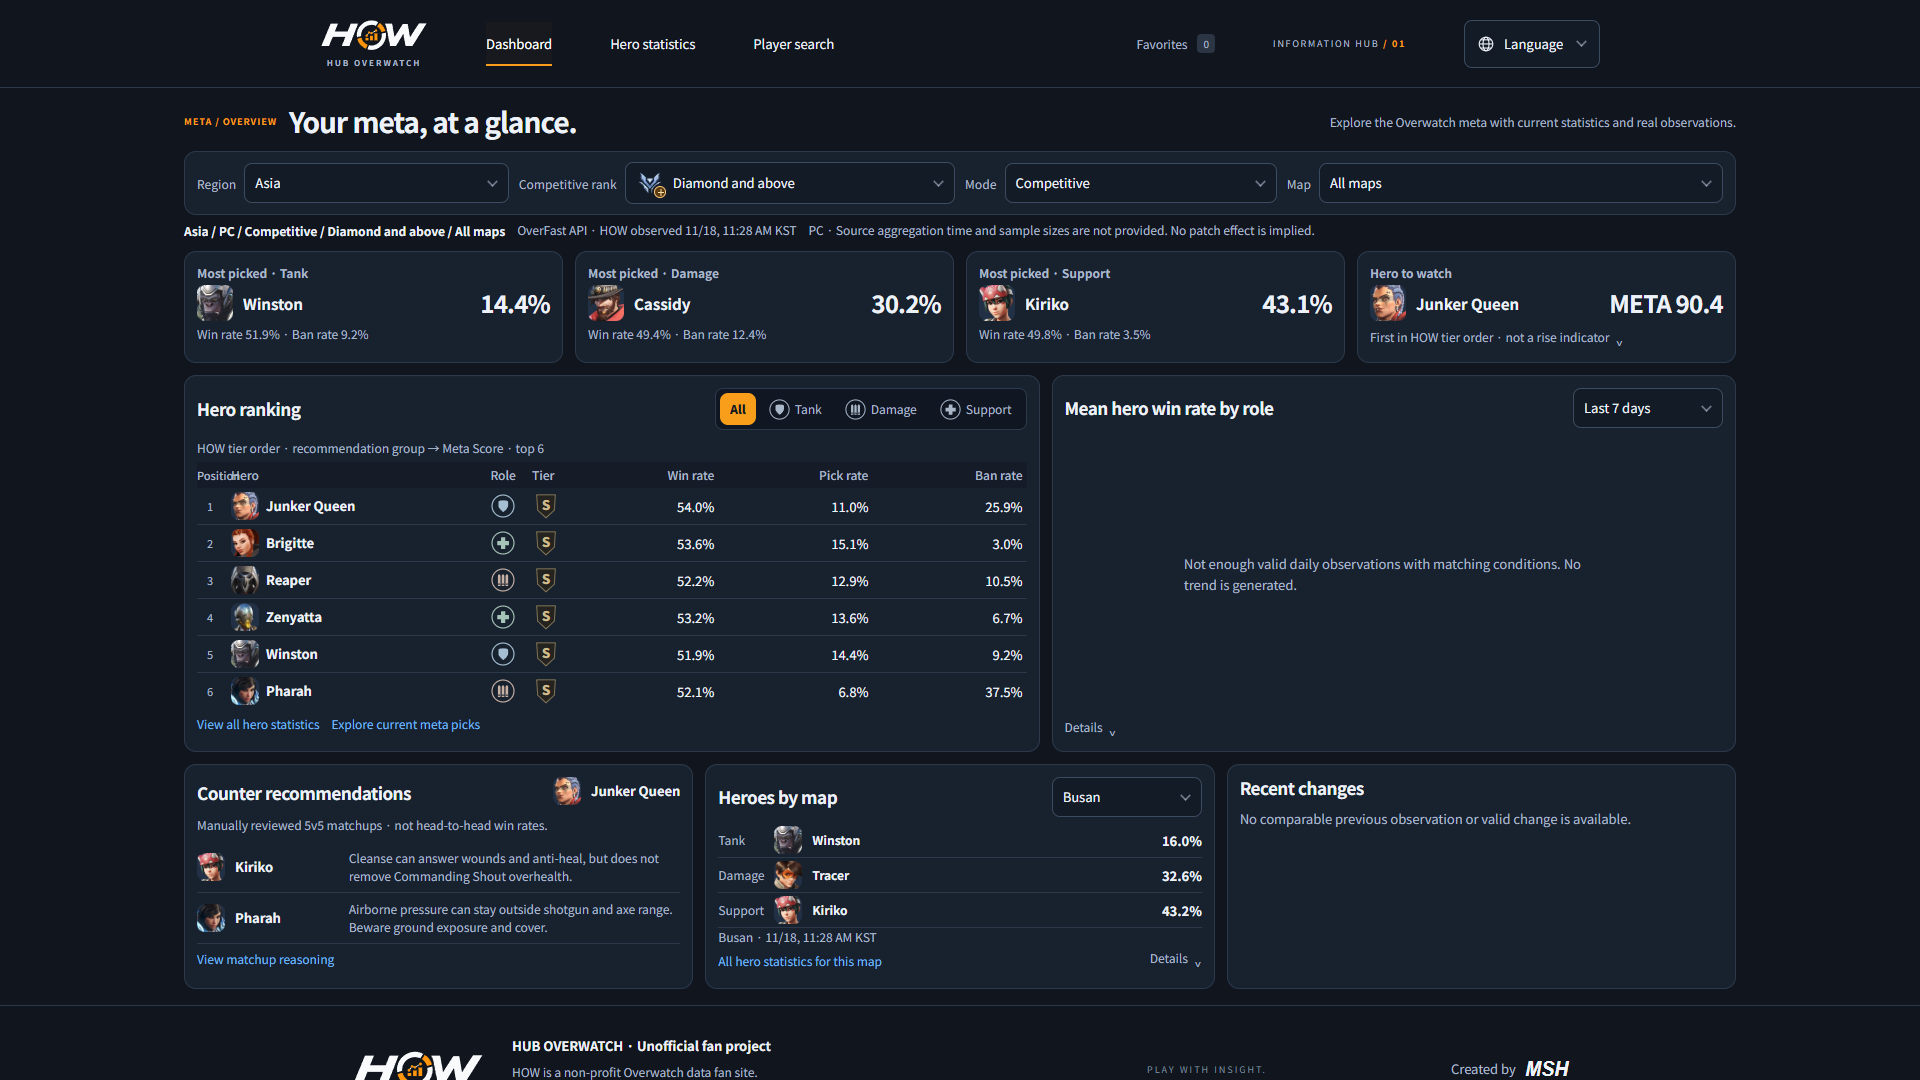 HOW
HUB OVERWATCH
Dashboard
Hero statistics
Player search
Favorites 0
INFORMATION HUB / 01
Language
META / OVERVIEW
Your meta, at a glance.
Explore the Overwatch meta with current statistics and real observations.
Region Asia
Competitive rank Diamond and above
Mode Competitive
Map All maps
Asia / PC / Competitive / Diamond and above / All maps OverFast API · HOW observed 11/18, 11:28 AM KST PC · Source aggregation time and sample sizes are not provided. No patch effect is implied.
Most picked · Tank
Winston 14.4%
Win rate 51.9% · Ban rate 9.2%
Most picked · Damage
Cassidy 30.2%
Win rate 49.4% · Ban rate 12.4%
Most picked · Support
Kiriko 43.1%
Win rate 49.8% · Ban rate 3.5%
Hero to watch
Junker Queen META 90.4
First in HOW tier order · not a rise indicator v
Hero ranking
All Tank Damage Support
HOW tier order · recommendation group → Meta Score · top 6
Position Hero Role Tier Win rate Pick rate Ban rate
1 Junker Queen S 54.0% 11.0% 25.9%
2 Brigitte S 53.6% 15.1% 3.0%
3 Reaper S 52.2% 12.9% 10.5%
4 Zenyatta S 53.2% 13.6% 6.7%
5 Winston S 51.9% 14.4% 9.2%
6 Pharah S 52.1% 6.8% 37.5%
View all hero statistics Explore current meta picks
Mean hero win rate by role
Last 7 days
Not enough valid daily observations with matching conditions. No
trend is generated.
Details v
Counter recommendations
Junker Queen
Manually reviewed 5v5 matchups · not head-to-head win rates.
Kiriko
Cleanse can answer wounds and anti-heal, but does not
remove Commanding Shout overhealth.
Pharah
Airborne pressure can stay outside shotgun and axe range.
Beware ground exposure and cover.
View matchup reasoning
Heroes by map
Busan
Tank Winston 16.0%
Damage Tracer 32.6%
Support Kiriko 43.2%
Busan · 11/18, 11:28 AM KST
All hero statistics for this map
Details v
Recent changes
No comparable previous observation or valid change is available.
HOW
HUB OVERWATCH · Unofficial fan project
HOW is a non-profit Overwatch data fan site.
PLAY WITH INSIGHT.
Created by MSH